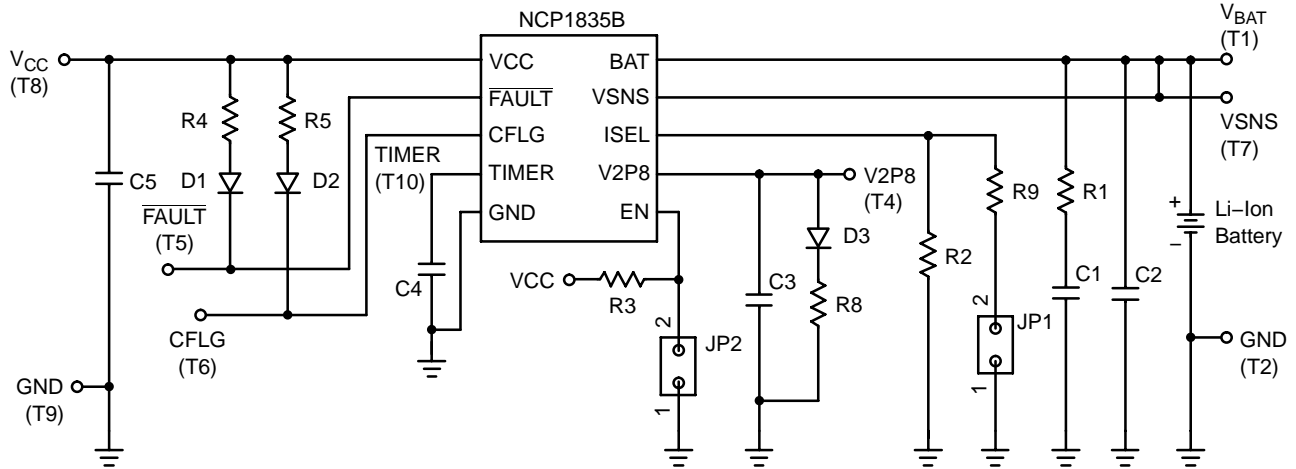 NCP1835B
V_BAT
(T1)
V_CC
(T8)
VCC
BAT
FAULT
VSNS
VSNS
(T7)
R4
R5
CFLG
ISEL
TIMER
(T10)
TIMER
V2P8
V2P8
(T4)
C5
D1
D2
R9
R1
FAULT
(T5)
GND
EN
D3
+
−
Li−Ion
Battery
R2
C4
VCC
R3
C3
R8
C1
C2
CFLG
(T6)
2
JP2
1
2
JP1
1
GND
(T2)
GND
(T9)